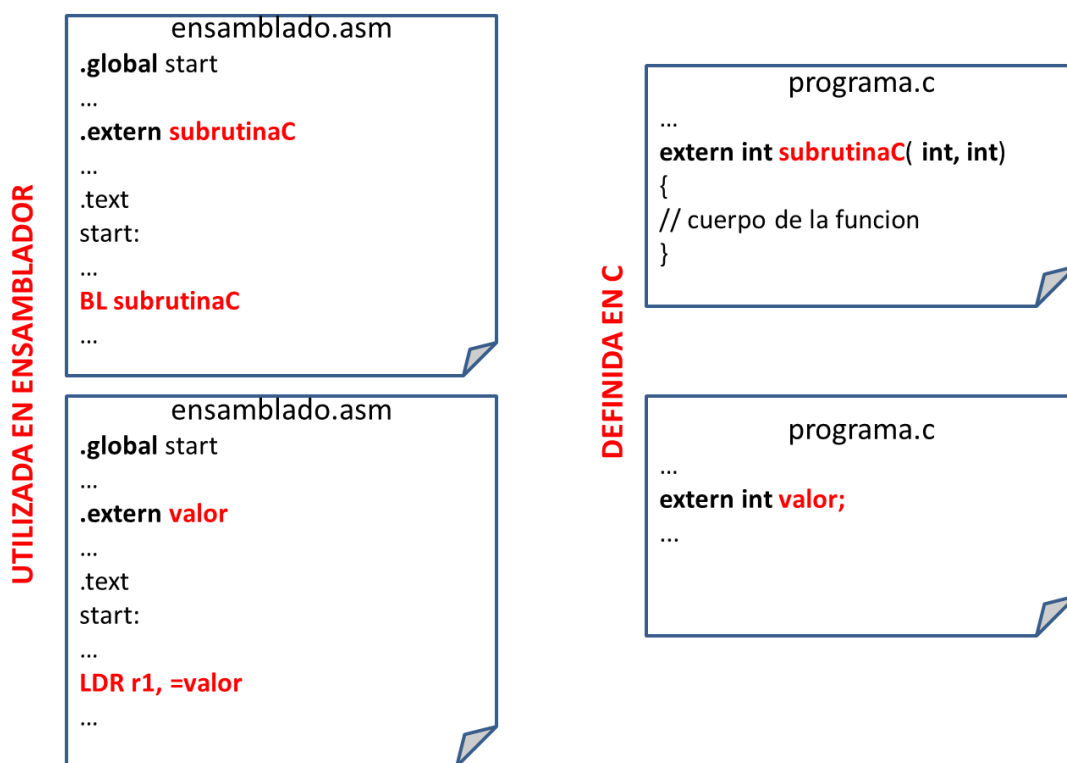 UTILIZADA EN ENSAMBLADOR
ensamblado.asm
.global start
...
.extern subrutinaC
...
.text
start:
...
BL subrutinaC
...
ensamblado.asm
.global start
...
.extern valor
...
.text
start:
...
LDR r1, =valor
...
DEFINIDA EN C
programa.c
...
extern int subrutinaC( int, int)
{
// cuerpo de la funcion
}
programa.c
...
extern int valor;
...